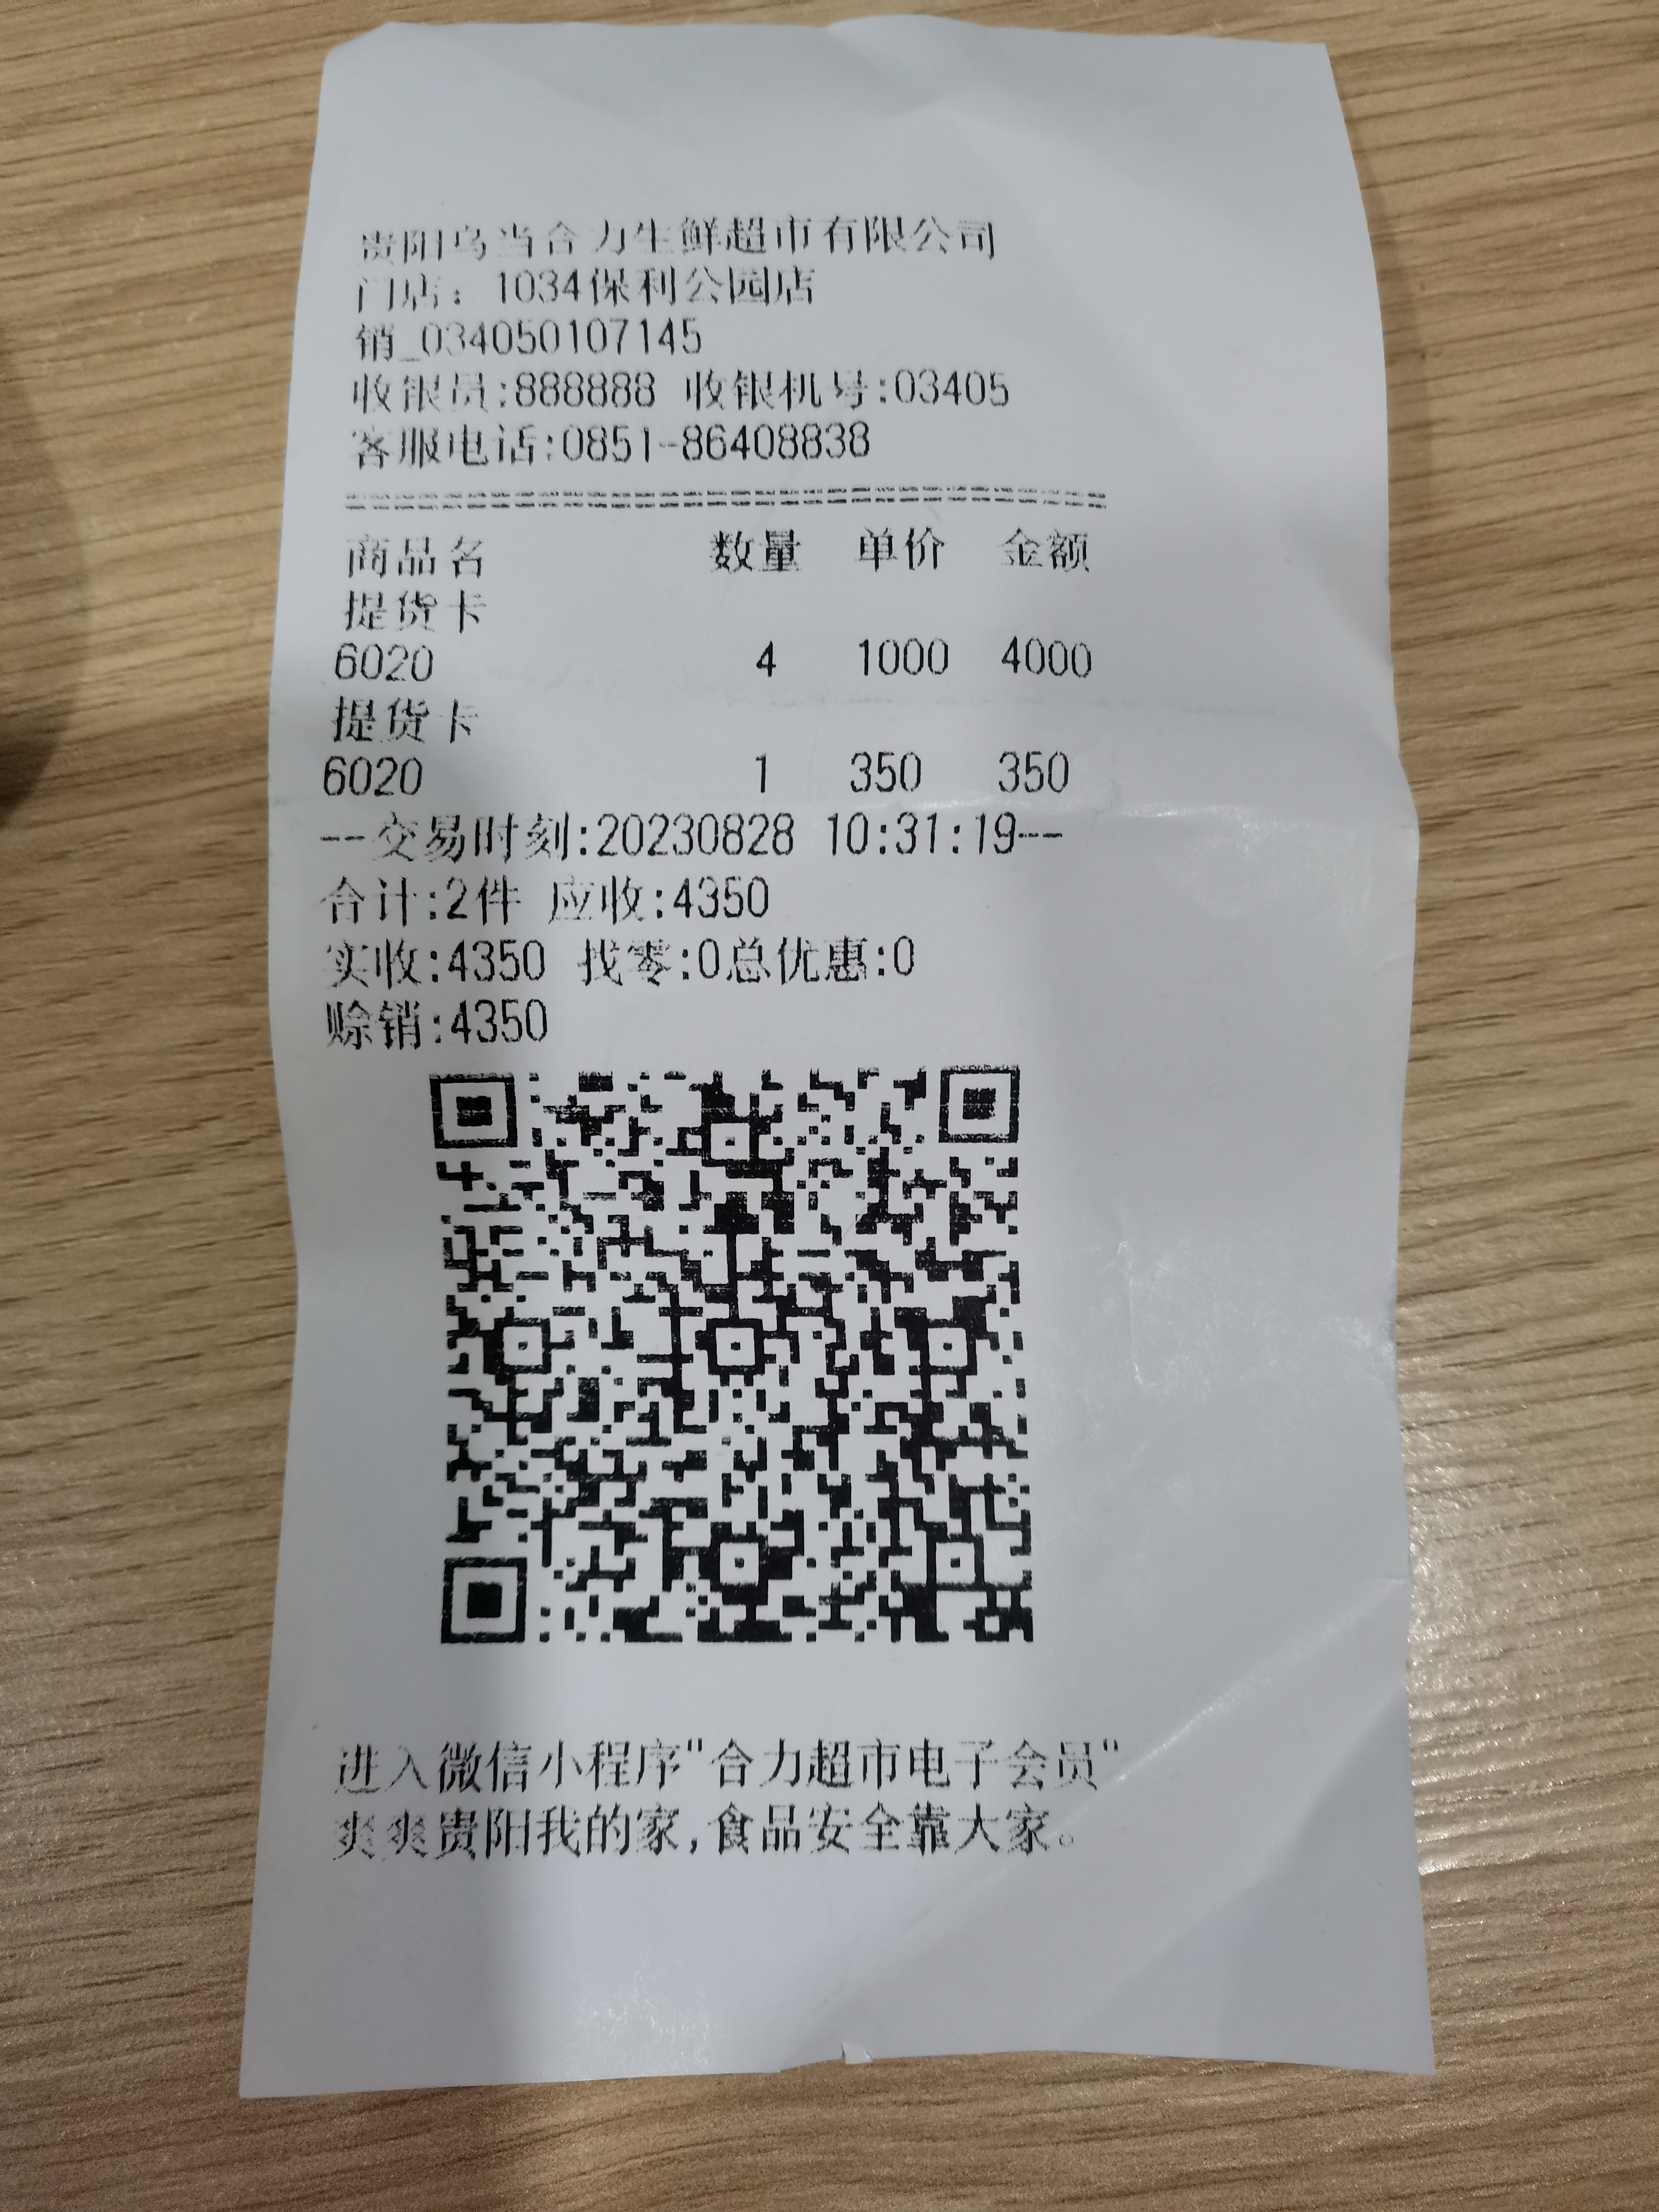 贵阳乌当合力生鲜超市有限公司
门店：1034保利公园店
销_034050107145
收银员:888888 收银机号:03405
客服电话:0851-86408838
商品名 数量 单价 金额
提货卡
6020 4 1000 4000
提货卡
6020 1 350 350
--交易时刻:20230828 10:31:19--
合计:2件 应收:4350
实收:4350 找零:0总优惠:0
赊销:4350
进入微信小程序"合力超市电子会员"
爽爽贵阳我的家,食品安全靠大家。